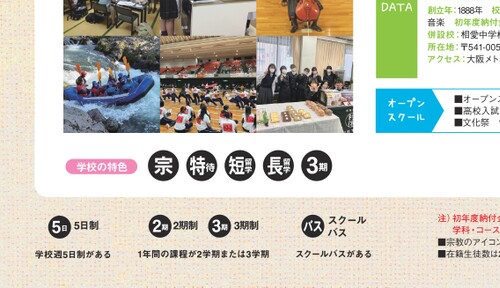 DATA
創立年：1888年 校
音楽 初年度納付
併設校：相愛中学校
所在地：〒541-005
アクセス：大阪メト
オープン
スクール
■オープンス
■高校入試
■文化祭
学校の特色
宗 特待 短留学 長留学 3期
5日 5日制
学校週5日制がある
2期 2期制 3期 3期制
1年間の課程が2学期または3学期
バス スクール
バス
スクールバスがある
注）初年度納付金
学科・コース
■宗教のアイコ
■在籍生徒数は